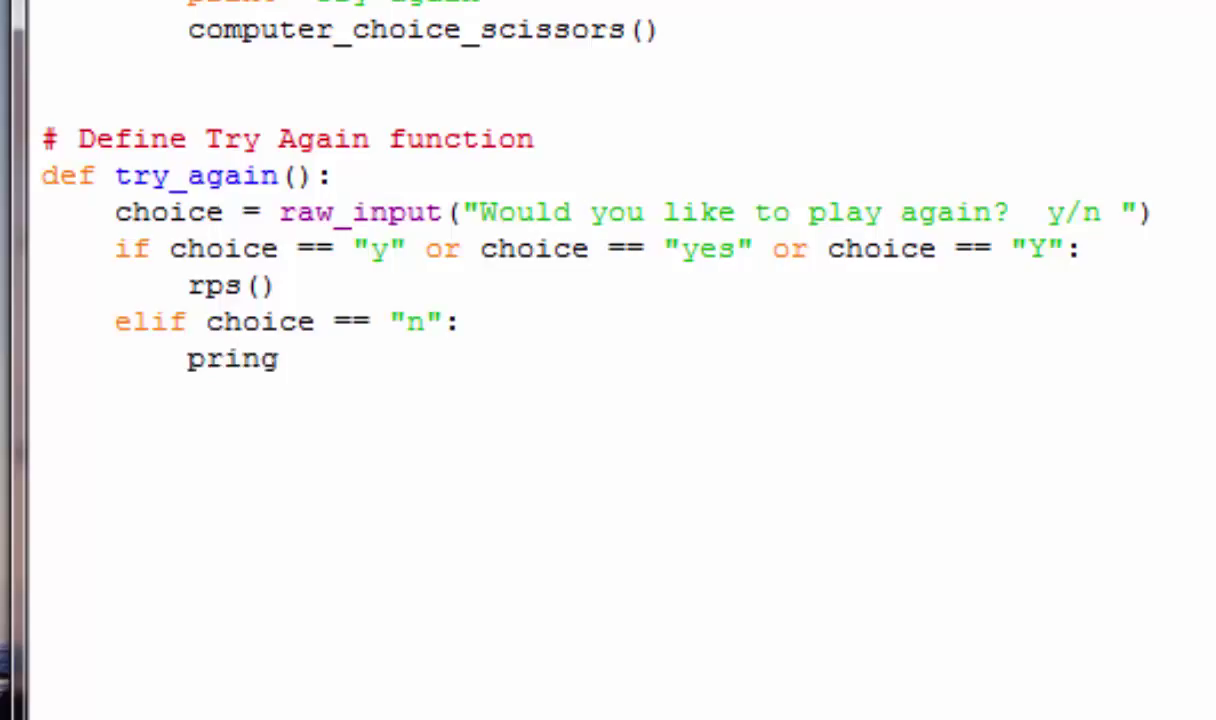 computer_choice_scissors()
# Define Try Again function
def try_again():
choice = raw_input("Would you like to play again?  y/n ")
if choice == "y" or choice == "yes" or choice == "Y":
rps()
elif choice == "n":
pring